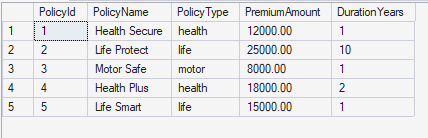 PolicyId PolicyName PolicyType PremiumAmount DurationYears
1 1 Health Secure health 12000.00 1
2 2 Life Protect life 25000.00 10
3 3 Motor Safe motor 8000.00 1
4 4 Health Plus health 18000.00 2
5 5 Life Smart life 15000.00 1